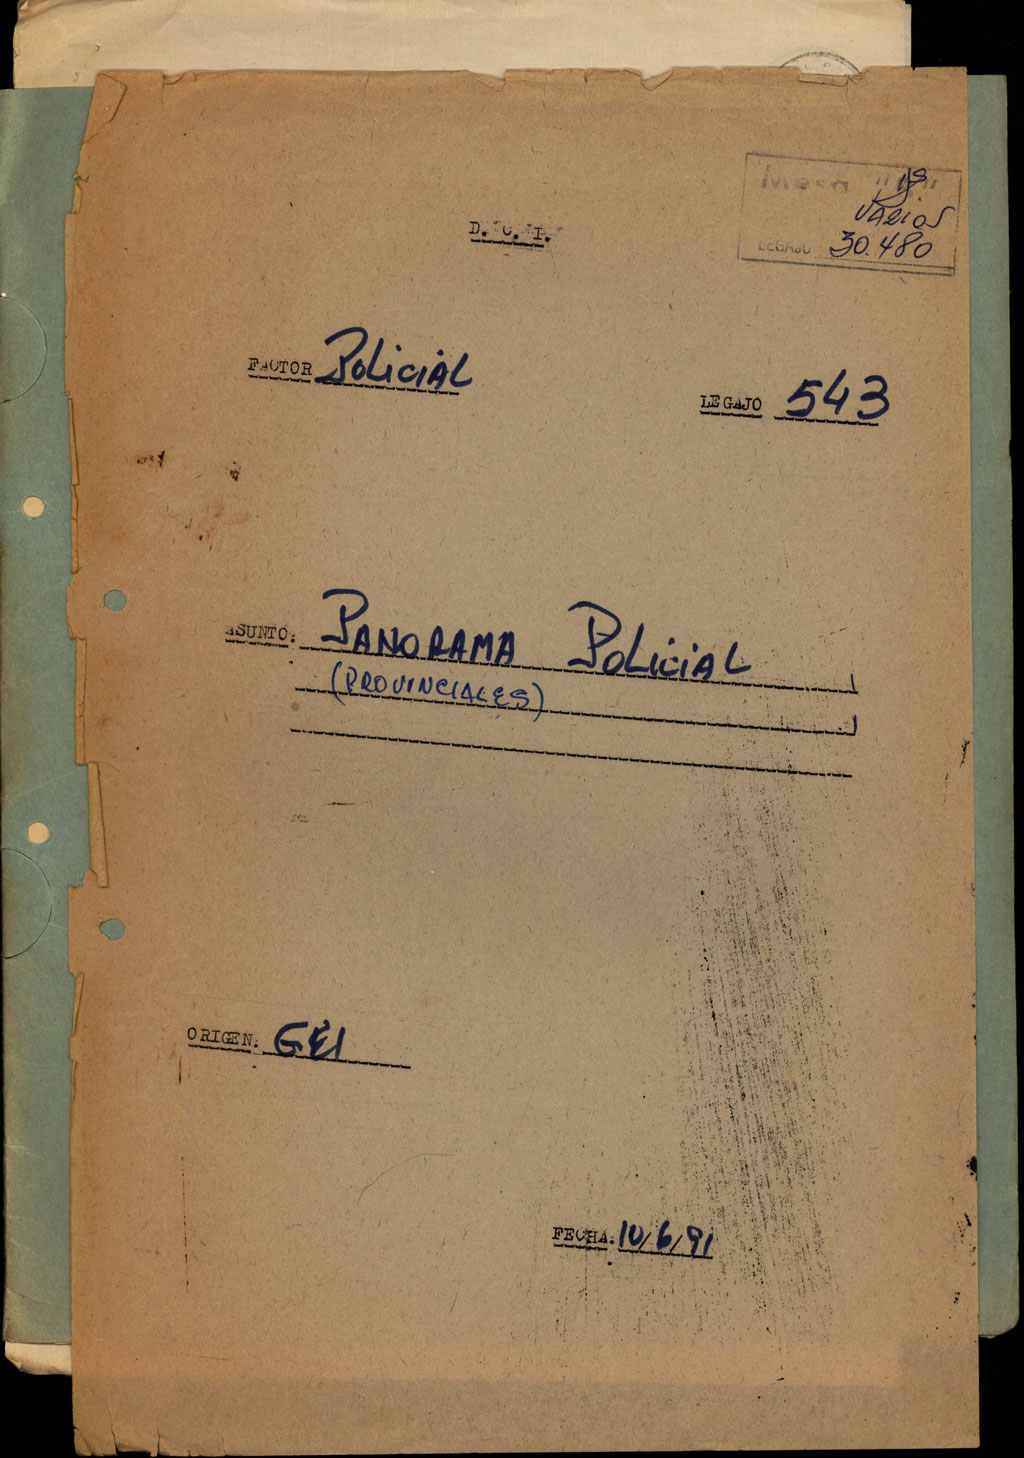 Mesa "DS"
VARIOS
LEGAJO 30.480
D. C. I.
FACTOR POLICIAL
LEGAJO 543
ASUNTO: PANORAMA POLICIAL
(PROVINCIALES)
ORIGEN: GEI
FECHA: 10/6/91